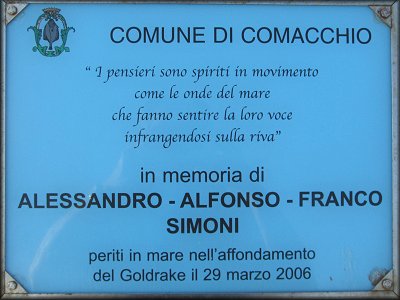 COMUNE DI COMACCHIO
“ I pensieri sono spiriti in movimento
come le onde del mare
che fanno sentire la loro voce
infrangendosi sulla riva”
in memoria di
ALESSANDRO - ALFONSO - FRANCO
SIMONI
periti in mare nell'affondamento
del Goldrake il 29 marzo 2006